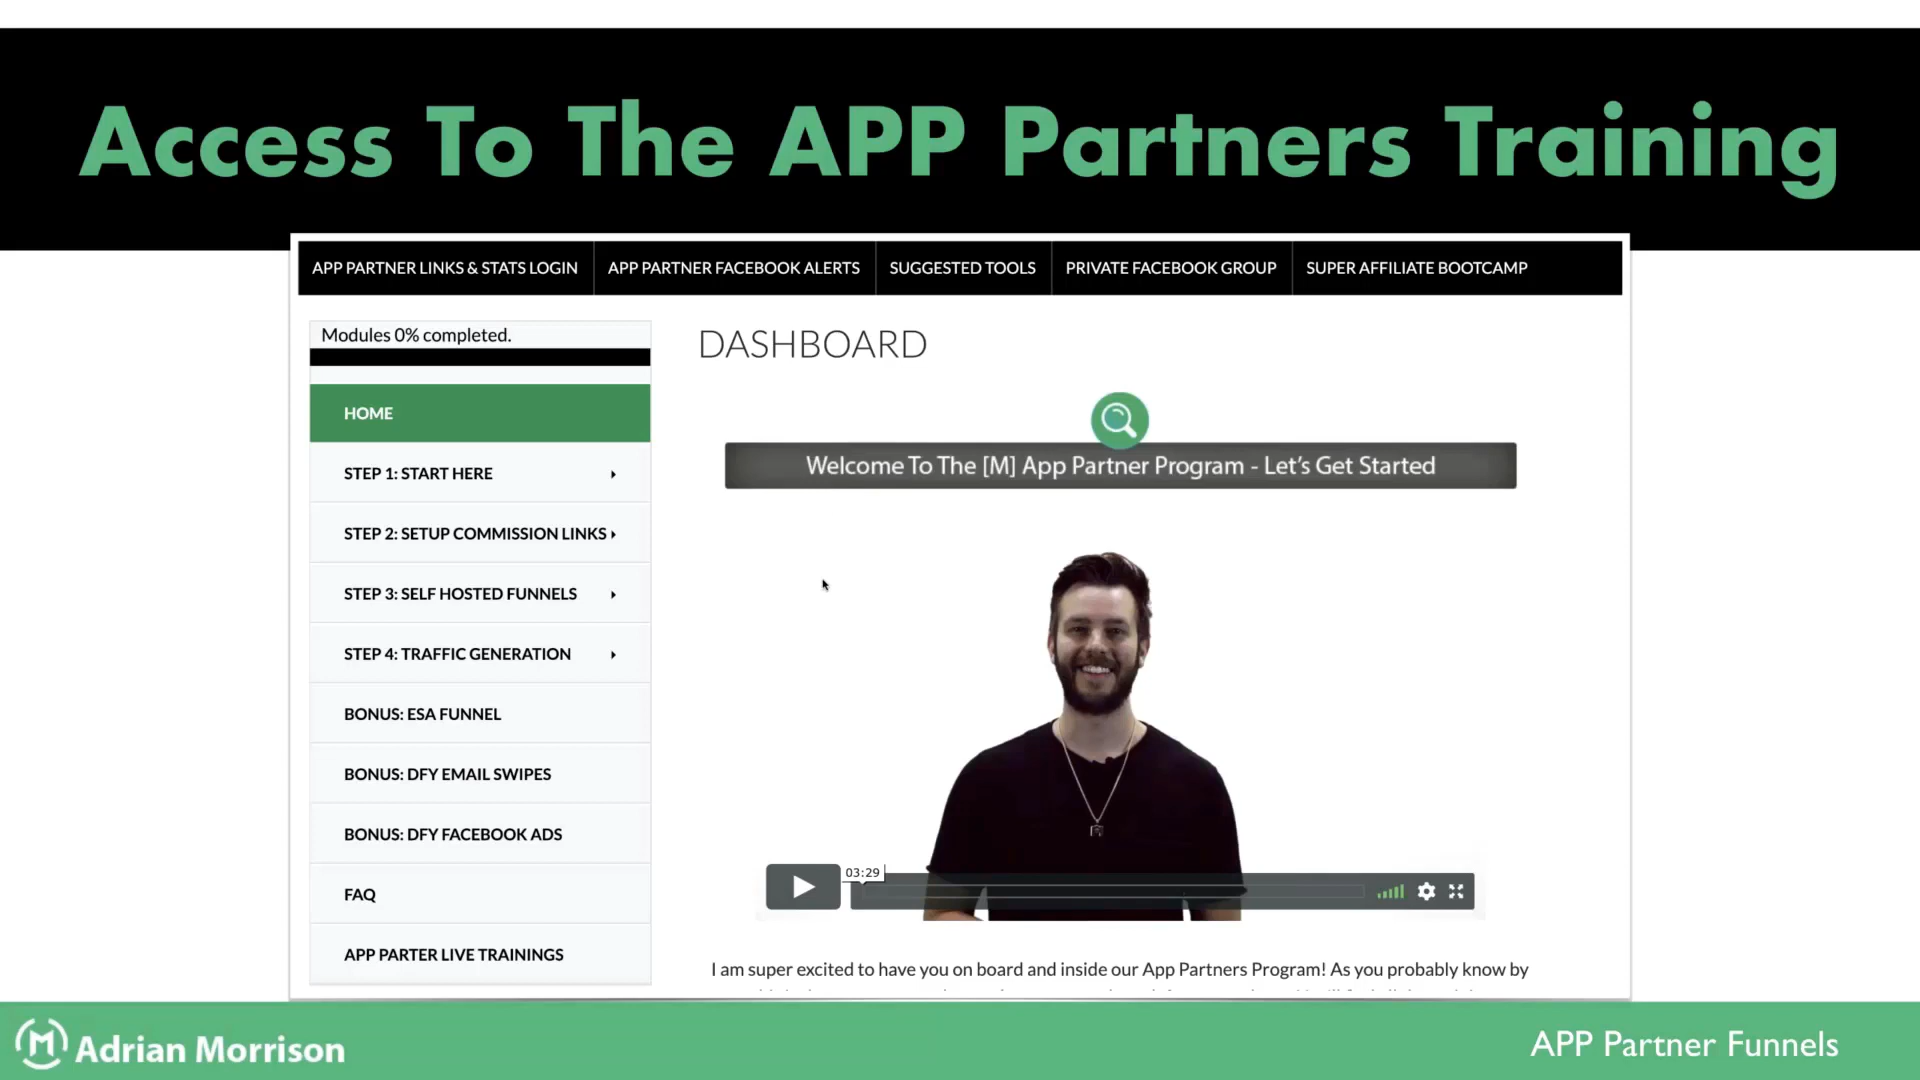 Access To The APP Partners Training
APP PARTNER LINKS & STATS LOGIN
APP PARTNER FACEBOOK ALERTS
SUGGESTED TOOLS
PRIVATE FACEBOOK GROUP
SUPER AFFILIATE BOOTCAMP
Modules 0% completed.
HOME
STEP 1: START HERE
STEP 2: SETUP COMMISSION LINKS
STEP 3: SELF HOSTED FUNNELS
STEP 4: TRAFFIC GENERATION
BONUS: ESA FUNNEL
BONUS: DFY EMAIL SWIPES
BONUS: DFY FACEBOOK ADS
FAQ
APP PARTER LIVE TRAININGS
DASHBOARD
Welcome To The [M] App Partner Program - Let's Get Started
03:29
I am super excited to have you on board and inside our App Partners Program! As you probably know by
M Adrian Morrison
APP Partner Funnels